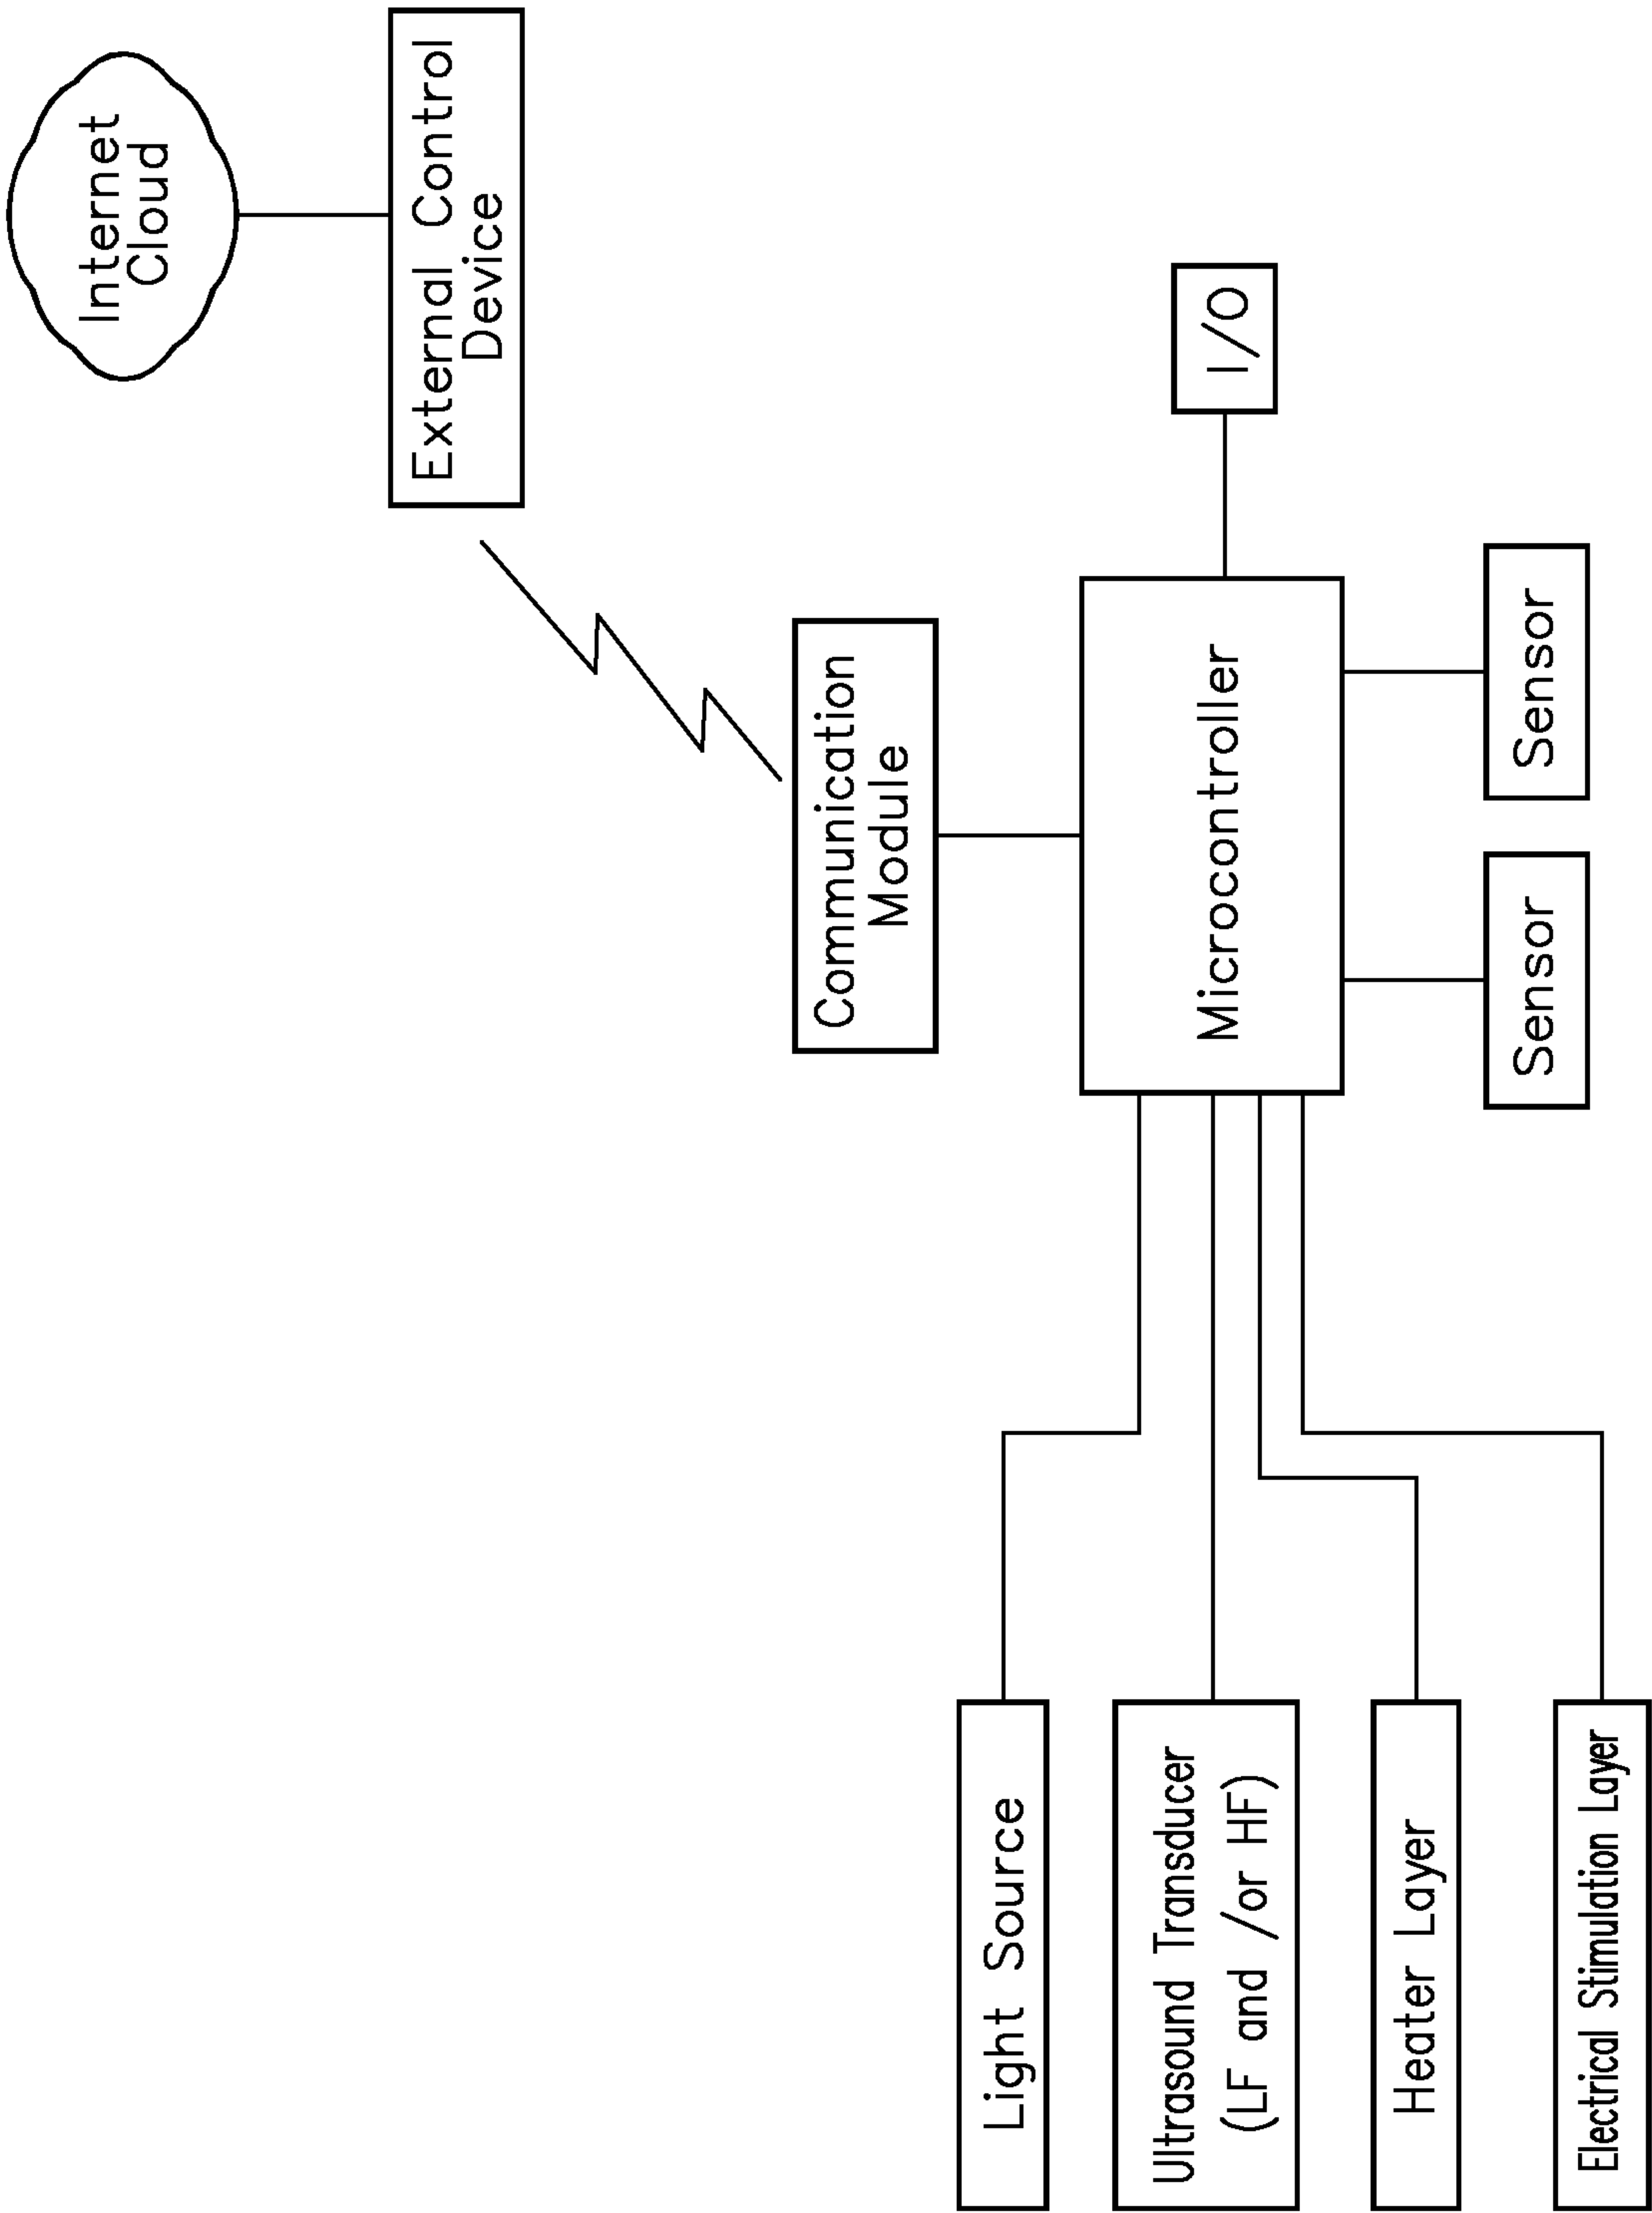 Internet
Cloud
External Control
Device
Communication
Module
I/O
Microcontroller
Sensor
Sensor
Light Source
Ultrasound Transducer
(LF and /or HF)
Heater Layer
Electrical Stimulation Layer